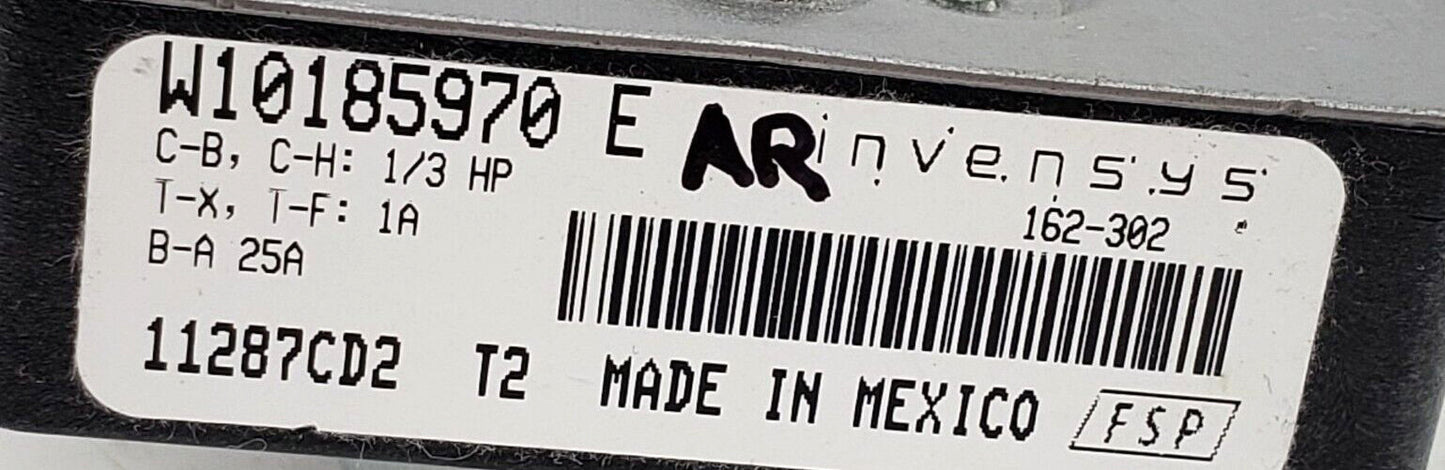 W10185970 E AR invensys
C-B, C-H: 1/3 HP
T-X, T-F: 1A
162-302
B-A 25A
11287CD2 T2 MADE IN MEXICO FSP